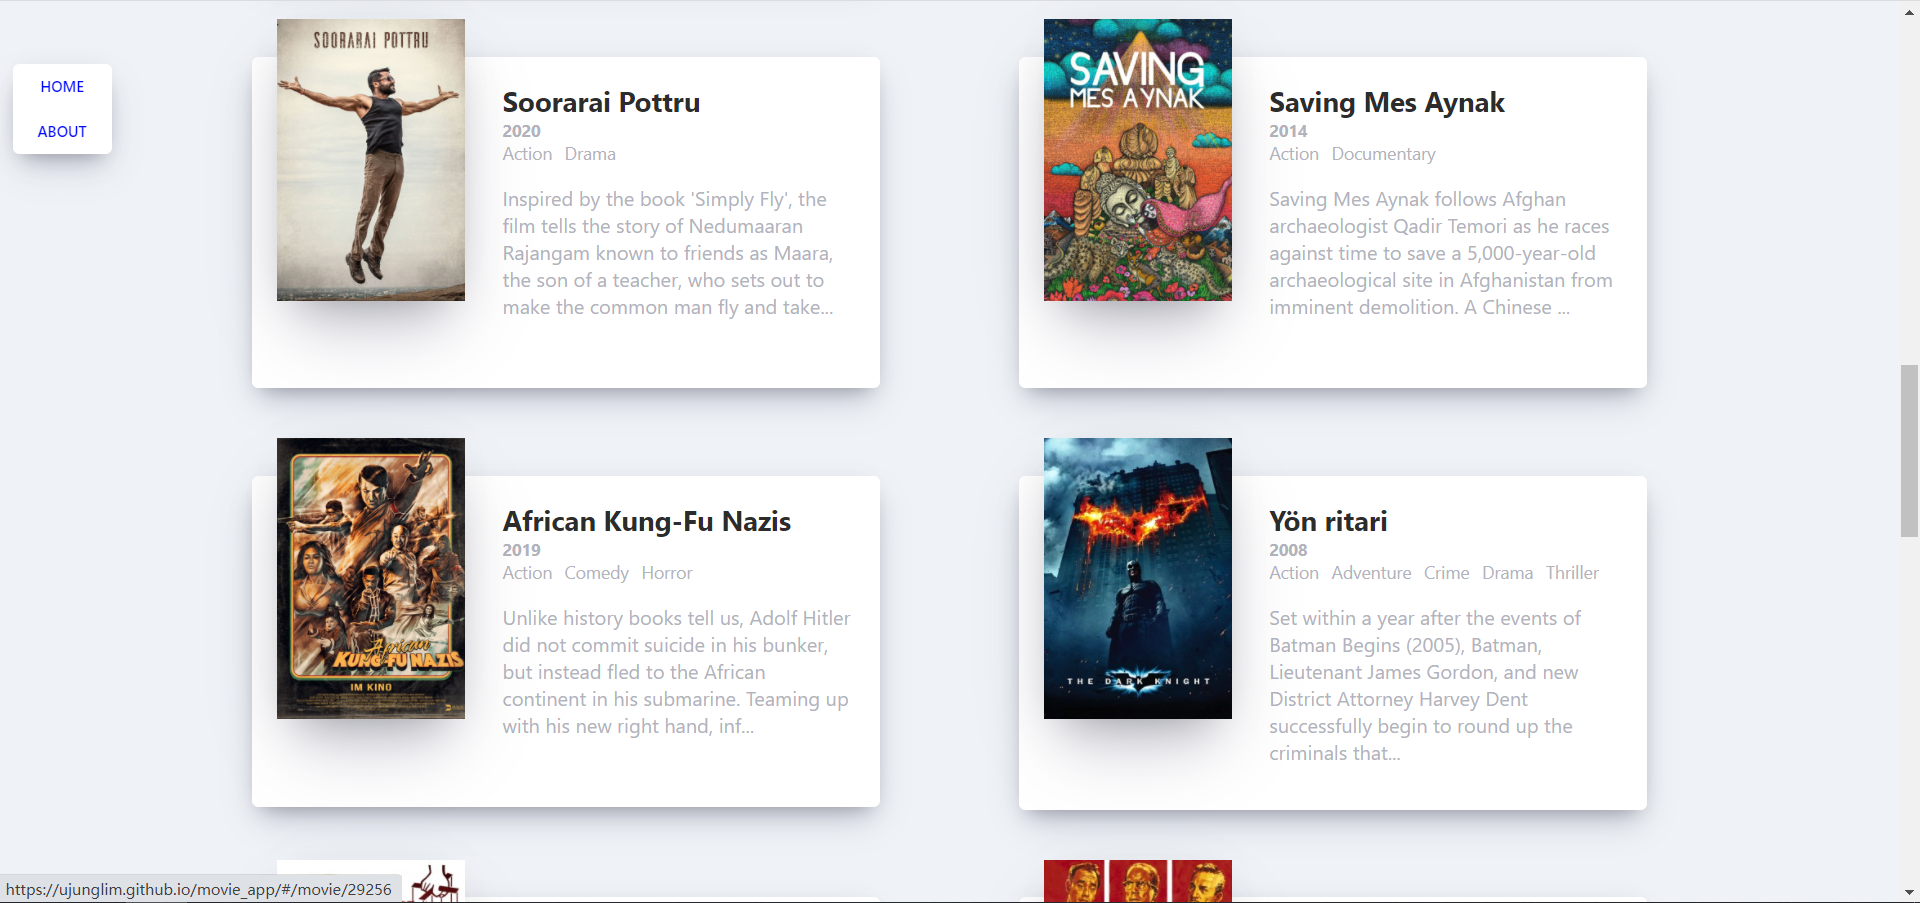 HOME
ABOUT
SOORARAI POTTRU
Soorarai Pottru
2020
Action Drama
Inspired by the book 'Simply Fly', the
film tells the story of Nedumaaran
Rajangam known to friends as Maara,
the son of a teacher, who sets out to
make the common man fly and take...
SAVING
MES AYNAK
Saving Mes Aynak
2014
Action Documentary
Saving Mes Aynak follows Afghan
archaeologist Qadir Temori as he races
against time to save a 5,000-year-old
archaeological site in Afghanistan from
imminent demolition. A Chinese ...
African
KUNG-FU NAZIS
IM KINO
African Kung-Fu Nazis
2019
Action Comedy Horror
Unlike history books tell us, Adolf Hitler
did not commit suicide in his bunker,
but instead fled to the African
continent in his submarine. Teaming up
with his new right hand, inf...
THE DARK KNIGHT
Yön ritari
2008
Action Adventure Crime Drama Thriller
Set within a year after the events of
Batman Begins (2005), Batman,
Lieutenant James Gordon, and new
District Attorney Harvey Dent
successfully begin to round up the
criminals that...
https://ujunglim.github.io/movie_app/#/movie/29256